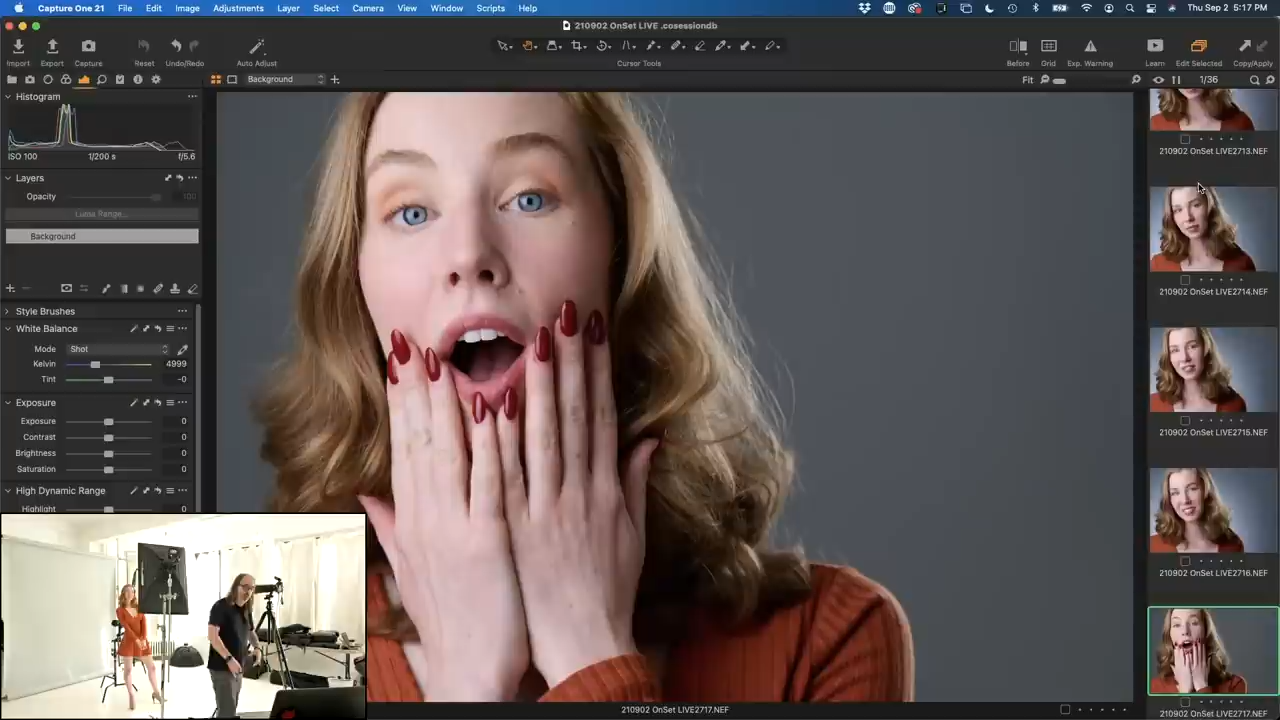 Capture One 21 File Edit Image Adjustments Layer Select Camera View Window Scripts Help Thu Sep 2 5:17 PM
210902 OnSet LIVE .cosessiondb
Import Export Capture Reset Undo/Redo Auto Adjust Cursor Tools Before Grid Exp. Warning Learn Edit Selected Copy/Apply
Background Fit 1/36
Histogram
ISO 100 1/200 s f/5.6
Layers
Opacity 100
Luma Range...
Background
Style Brushes
White Balance
Mode Shot
Kelvin 4999
Tint -0
Exposure
Exposure 0
Contrast 0
Brightness 0
Saturation 0
High Dynamic Range
Highlight 0
210902 OnSet LIVE2713.NEF
210902 OnSet LIVE2714.NEF
210902 OnSet LIVE2715.NEF
210902 OnSet LIVE2716.NEF
210902 OnSet LIVE2717.NEF
210902 OnSet LIVE2717.NEF